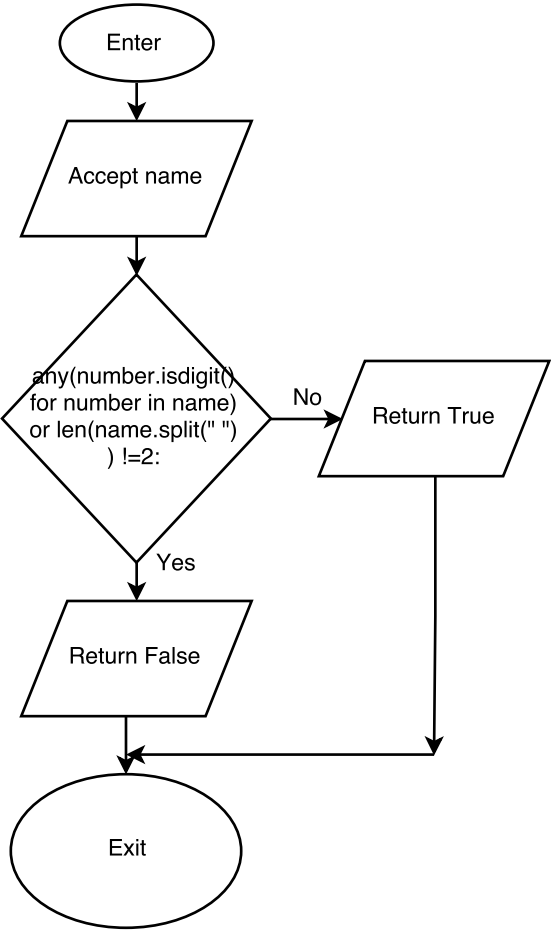 Enter
Accept name
any(number.isdigit()
for number in name)
or len(name.split(" ")
) !=2:
No
Return True
Yes
Return False
Exit